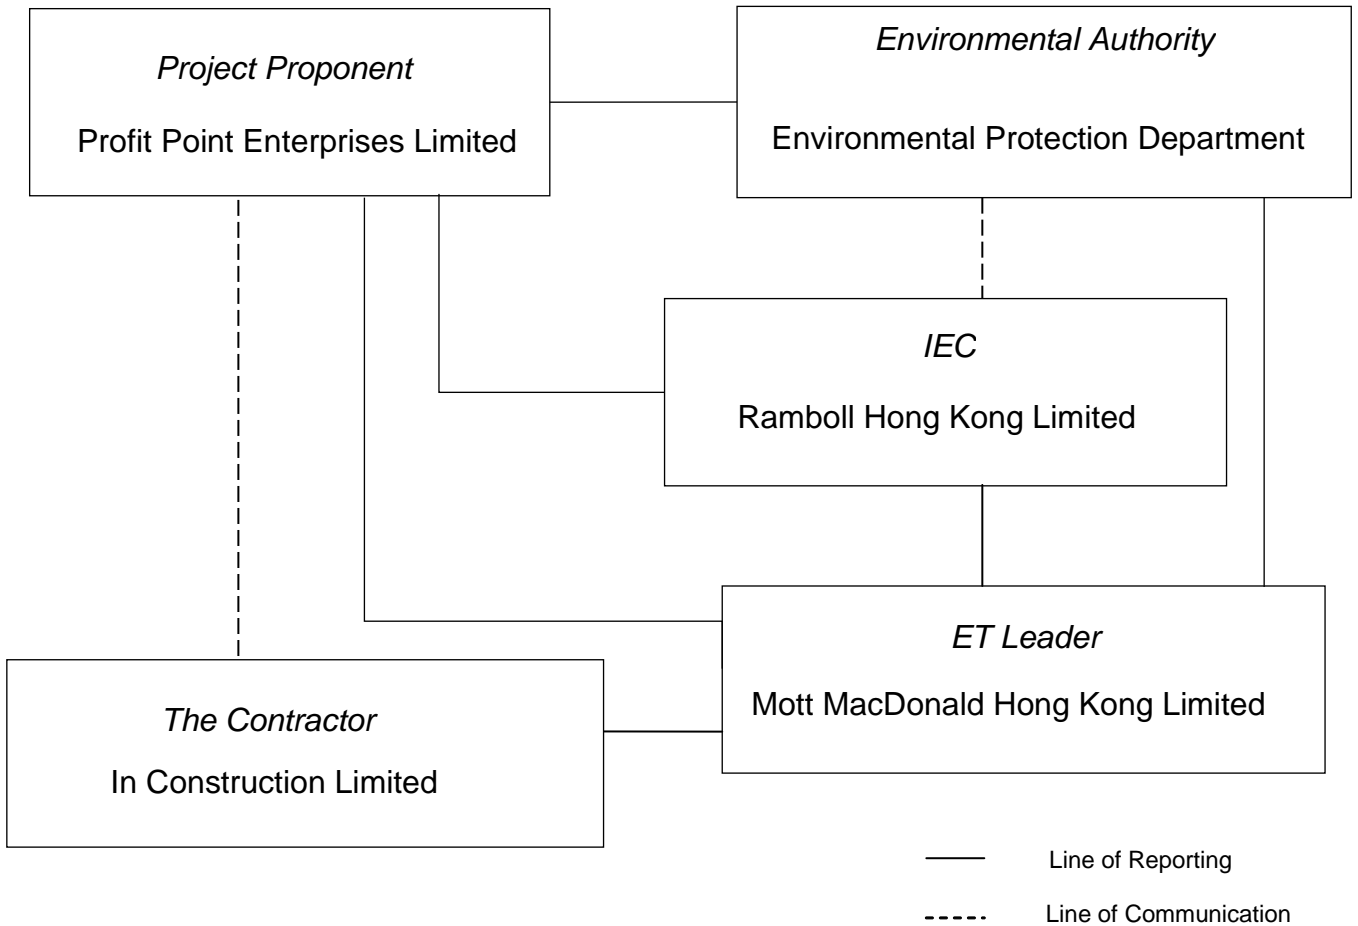 Project Proponent
Profit Point Enterprises Limited
Environmental Authority
Environmental Protection Department
IEC
Ramboll Hong Kong Limited
ET Leader
Mott MacDonald Hong Kong Limited
The Contractor
In Construction Limited
Line of Reporting
Line of Communication